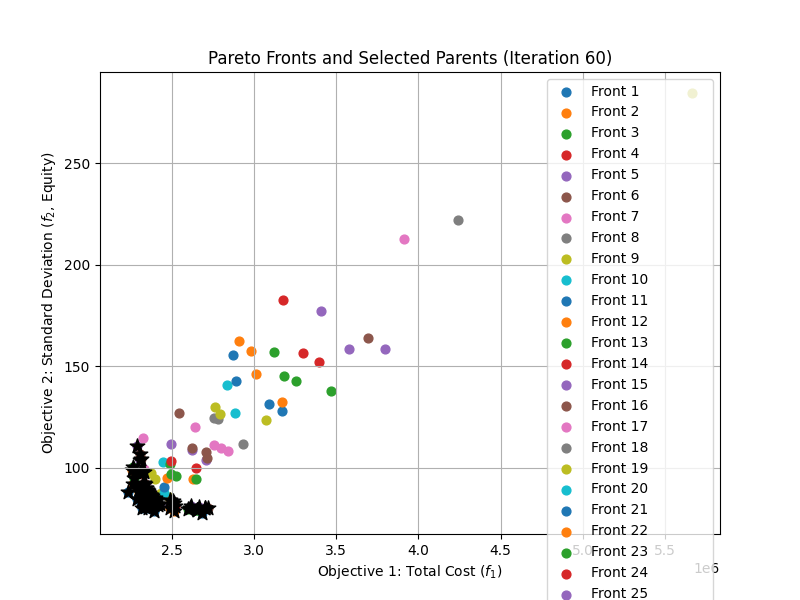 Pareto Fronts and Selected Parents (Iteration 60)
Objective 2: Standard Deviation (f₂, Equity)
250
200
150
100
2.5 3.0 3.5 4.0 4.5 5.0 5.5
1e6
Objective 1: Total Cost (f₁)
Front 1
Front 2
Front 3
Front 4
Front 5
Front 6
Front 7
Front 8
Front 9
Front 10
Front 11
Front 12
Front 13
Front 14
Front 15
Front 16
Front 17
Front 18
Front 19
Front 20
Front 21
Front 22
Front 23
Front 24
Front 25